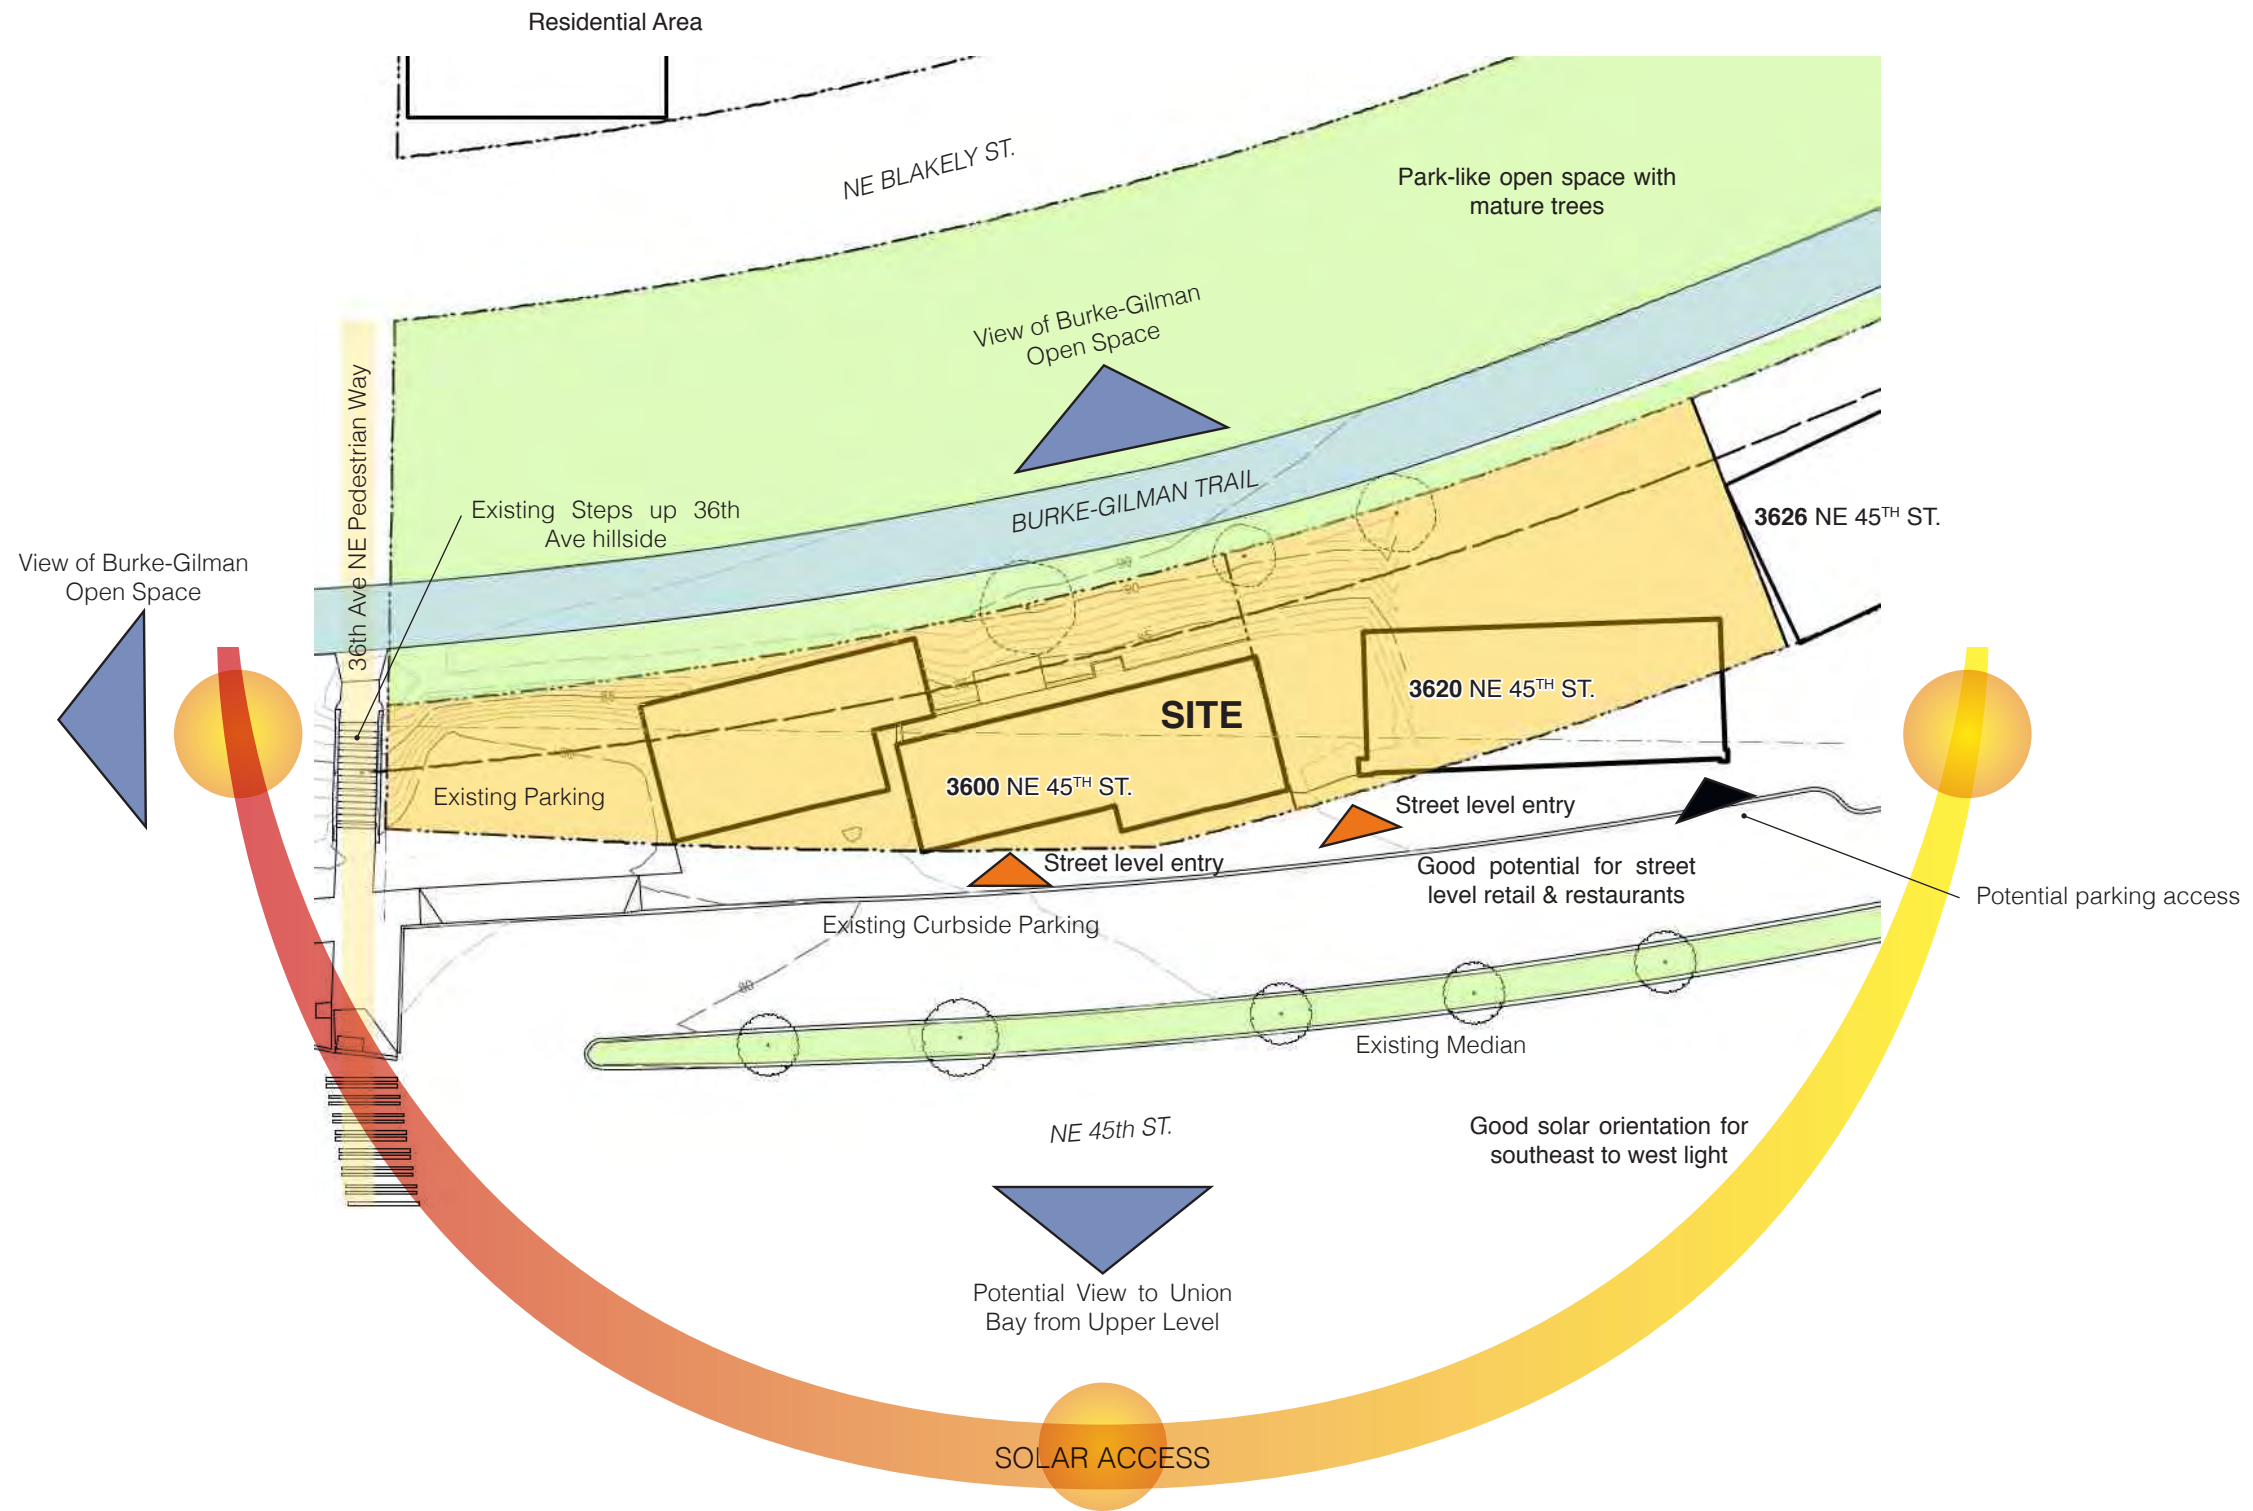 Residential Area
NE BLAKELY ST.
Park-like open space with
mature trees
View of Burke-Gilman
Open Space
36th Ave NE Pedestrian Way
BURKE-GILMAN TRAIL
Existing Steps up 36th
Ave hillside
3626 NE 45TH ST.
View of Burke-Gilman
Open Space
90
90
85
85
3620 NE 45TH ST.
SITE
3600 NE 45TH ST.
Existing Parking
Street level entry
Street level entry
Good potential for street
level retail & restaurants
Potential parking access
Existing Curbside Parking
80
Existing Median
NE 45th ST.
Good solar orientation for
southeast to west light
Potential View to Union
Bay from Upper Level
SOLAR ACCESS